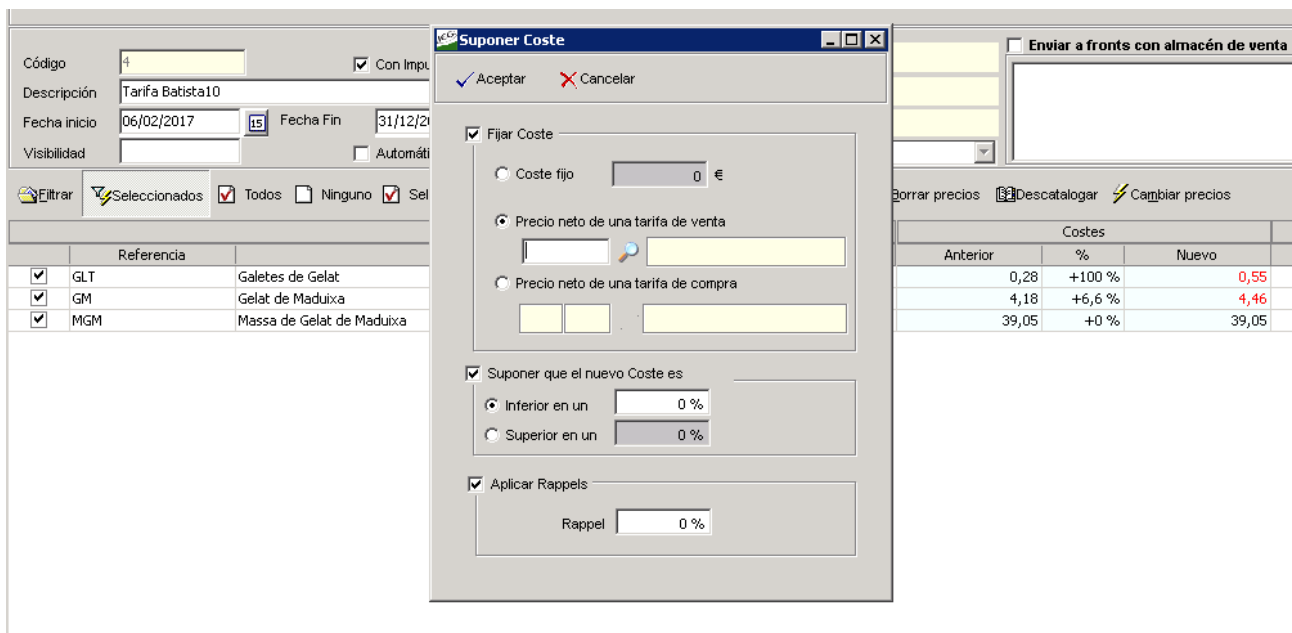 Suponer Coste
Aceptar Cancelar
Código 4 Con Impu
Descripción Tarifa Batista10
Fecha inicio 06/02/2017 15 Fecha Fin 31/12/20
Visibilidad Automáti
Enviar a fronts con almacén de venta
Filtrar Seleccionados Todos Ninguno Sel
Borrar precios Descatalogar Cambiar precios
Costes
Referencia Anterior % Nuevo
GLT Galetes de Gelat 0,28 +100 % 0,55
GM Gelat de Maduixa 4,18 +6,6 % 4,46
MGM Massa de Gelat de Maduixa 39,05 +0 % 39,05
Fijar Coste
Coste fijo 0 €
Precio neto de una tarifa de venta
Precio neto de una tarifa de compra
Suponer que el nuevo Coste es
Inferior en un 0 %
Superior en un 0 %
Aplicar Rappels
Rappel 0 %